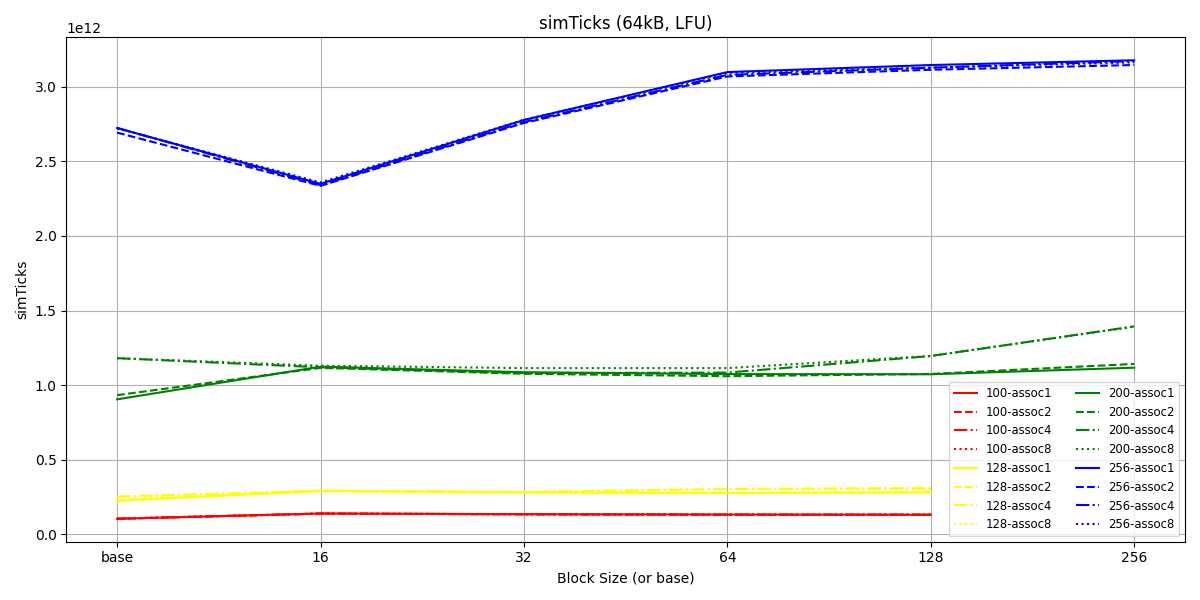 simTicks (64kB, LFU)
1e12
3.0
2.5
2.0
1.5
1.0
0.5
0.0
simTicks
base 16 32 64 128 256
Block Size (or base)
100-assoc1
100-assoc2
100-assoc4
100-assoc8
128-assoc1
128-assoc2
128-assoc4
128-assoc8
200-assoc1
200-assoc2
200-assoc4
200-assoc8
256-assoc1
256-assoc2
256-assoc4
256-assoc8